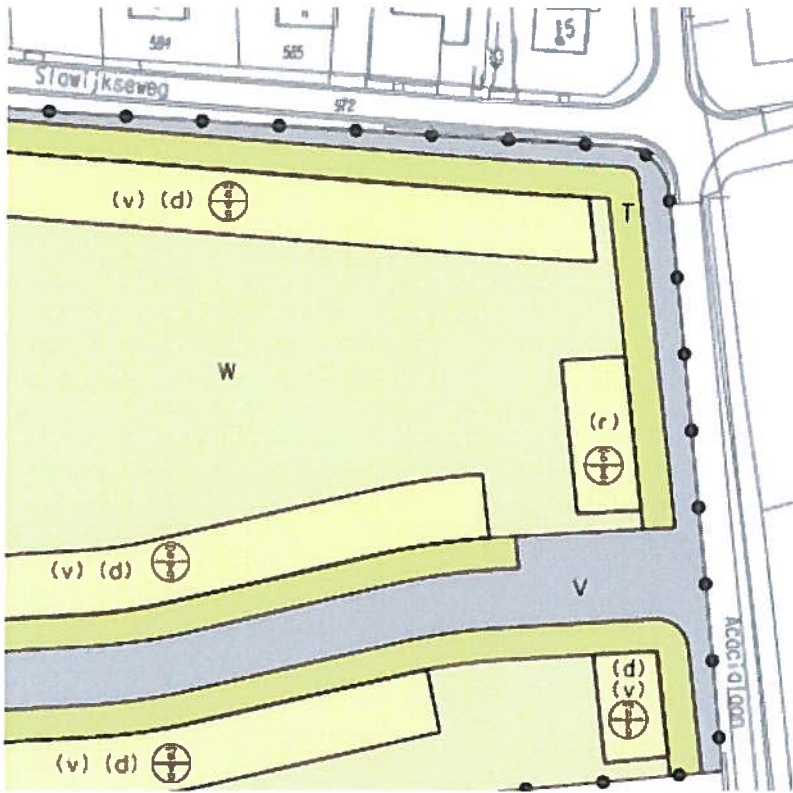 584
585
15
Slowijkseweg
972
(v) (d)
T
W
(r)
(v) (d)
V
Acacialaan
(d)
(v)
(v) (d)